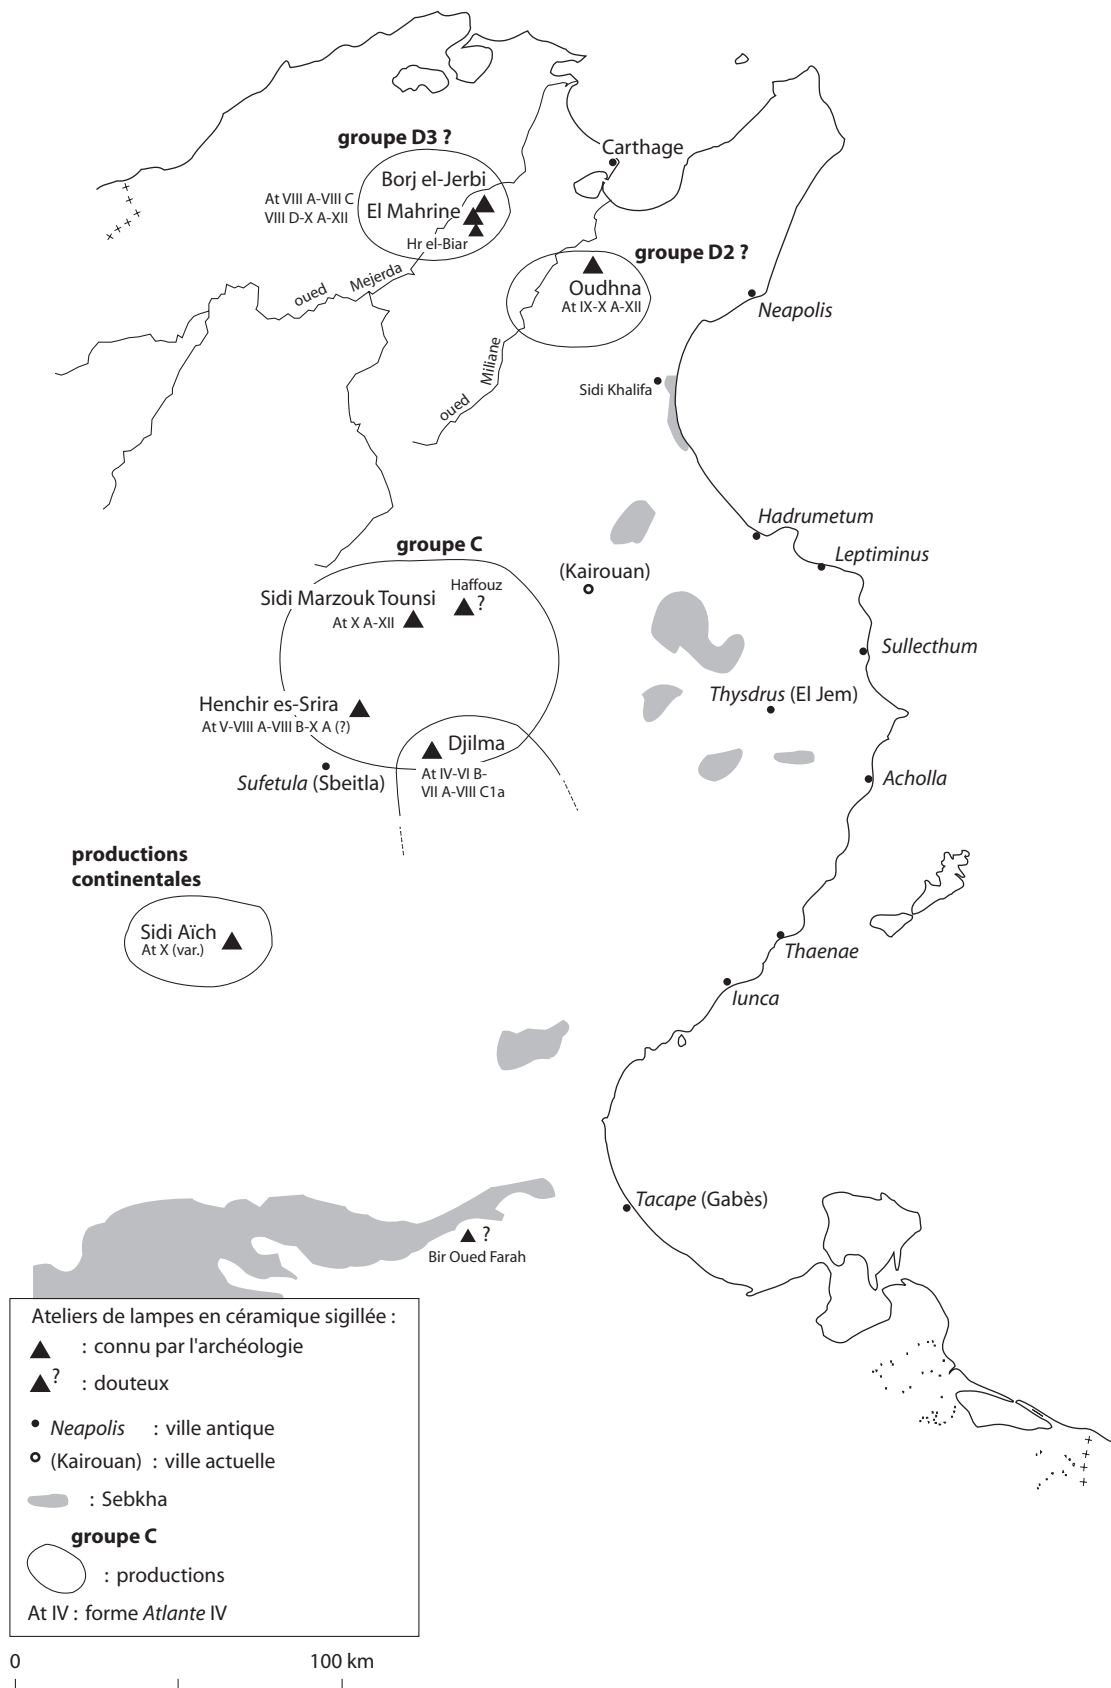 Carthage
groupe D3 ?
Borj el-Jerbi
At VIII A-VIII C
VIII D-X A-XII
El Mahrine
Hr el-Biar
oued Mejerda
groupe D2 ?
Oudhna
At IX-X A-XII
Neapolis
oued Miliane
Sidi Khalifa
Hadrumetum
groupe C
Leptiminus
(Kairouan)
Haffouz
?
Sidi Marzouk Tounsi
At X A-XII
Sullecthum
Thysdrus (El Jem)
Henchir es-Srira
At V-VIII A-VIII B-X A (?)
Djilma
At IV-VI B-
VII A-VIII C1a
Sufetula (Sbeitla)
Acholla
productions
continentales
Sidi Aïch
At X (var.)
Thaenae
Iunca
Tacape (Gabès)
?
Bir Oued Farah
Ateliers de lampes en céramique sigillée :
: connu par l'archéologie
? : douteux
Neapolis : ville antique
(Kairouan) : ville actuelle
: Sebkha
groupe C
: productions
At IV : forme Atlante IV
0 100 km